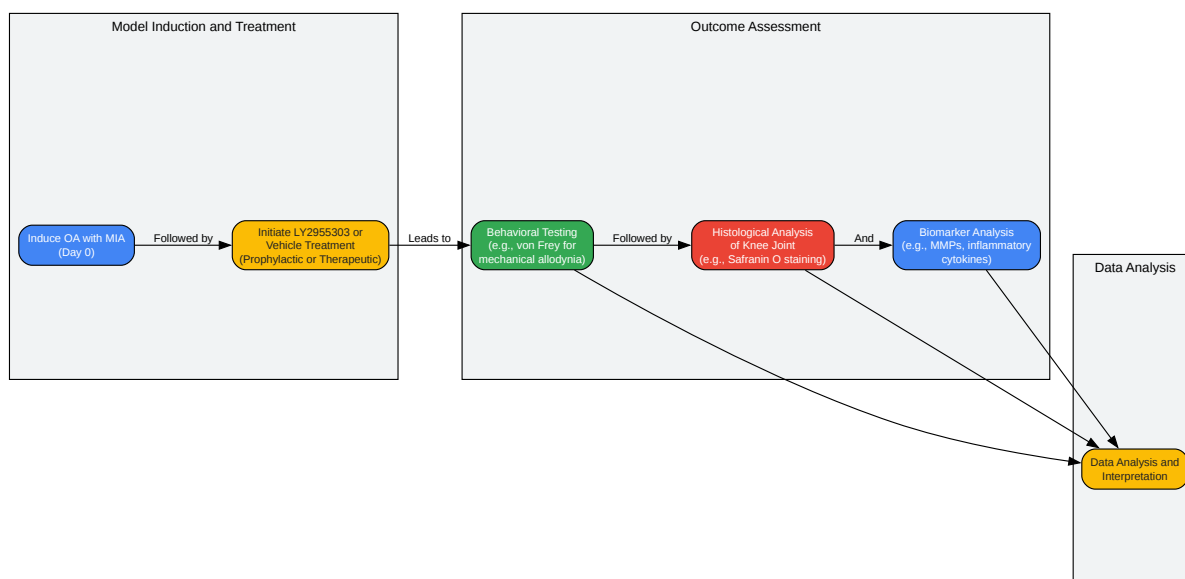 Model Induction and Treatment
Outcome Assessment
Induce OA with MIA
(Day 0)
Followed by
Initiate LY2955303 or
Vehicle Treatment
(Prophylactic or Therapeutic)
Leads to
Behavioral Testing
(e.g., von Frey for
mechanical allodynia)
Followed by
Histological Analysis
of Knee Joint
(e.g., Safranin O staining)
And
Biomarker Analysis
(e.g., MMPs, inflammatory
cytokines)
Data Analysis
Data Analysis and
Interpretation